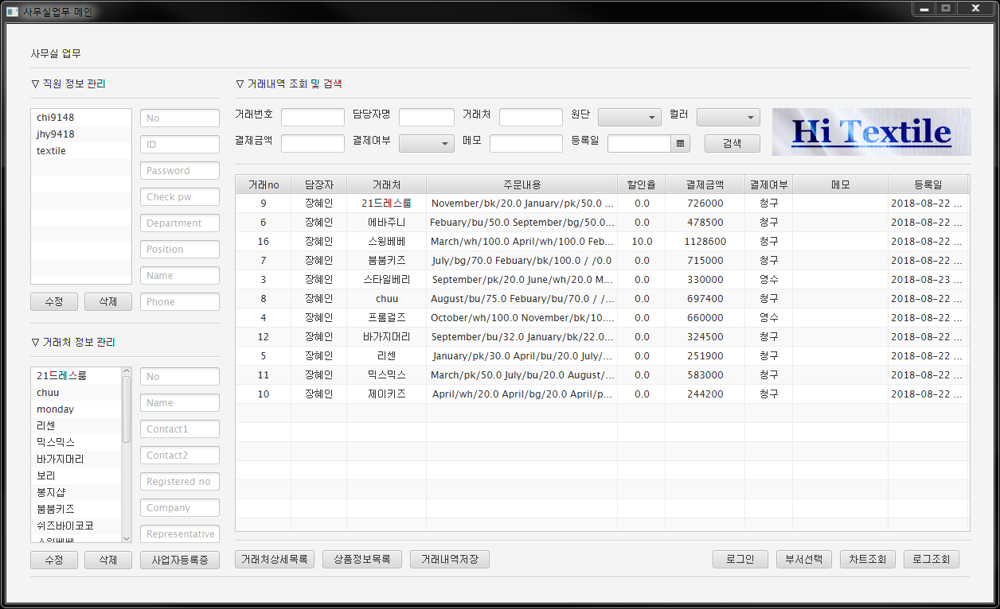 사무실업무 메인
사무실 업무
▽ 직원 정보 관리
chi9148
jhy9418
textile
No
ID
Password
Check pw
Department
Position
Name
Phone
수정 삭제
▽ 거래처 정보 관리
21드레스룸
chuu
monday
리센
믹스믹스
바가지머리
보리
봉지샵
붐붐키즈
쉬즈바이코코
스윙베베
No
Name
Contact1
Contact2
Registered no
Company
Representative
수정 삭제 사업자등록증
▽ 거래내역 조회 및 검색
거래번호 담당자명 거래처 원단 컬러
결제금액 결제여부 메모 등록일 검색
Hi Textile
거래no 담장자 거래처 주문내용 할인율 결제금액 결제여부 메모 등록일
9 장혜인 21드레스룸 November/bk/20.0 January/pk/50.0 ... 0.0 726000 청구 2018-08-22 ...
6 장혜인 에바주니 Febuary/bu/50.0 September/bg/50.0... 0.0 478500 청구 2018-08-22 ...
16 장혜인 스윙베베 March/wh/100.0 April/wh/100.0 Feb... 10.0 1128600 청구 2018-08-22 ...
7 장혜인 붐붐키즈 July/bg/70.0 Febuary/bk/100.0 / /0.0 0.0 715000 청구 2018-08-22 ...
3 장혜인 스타일베리 September/pk/20.0 June/wh/20.0 M... 0.0 330000 영수 2018-08-23 ...
8 장혜인 chuu August/bu/75.0 Febuary/bu/70.0 / /... 0.0 697400 청구 2018-08-22 ...
4 장혜인 프롬걸즈 October/wh/100.0 November/bk/10.... 0.0 660000 영수 2018-08-22 ...
12 장혜인 바가지머리 September/bu/32.0 January/bk/22.0... 0.0 324500 청구 2018-08-22 ...
5 장혜인 리센 January/pk/30.0 April/bu/20.0 July/... 0.0 251900 청구 2018-08-22 ...
11 장혜인 믹스믹스 March/pk/50.0 July/bu/20.0 August/... 0.0 583000 청구 2018-08-22 ...
10 장혜인 제이키즈 April/wh/20.0 April/bg/20.0 April/p... 0.0 244200 청구 2018-08-22 ...
거래처상세목록 상품정보목록 거래내역저장 로그인 부서선택 차트조회 로그조회